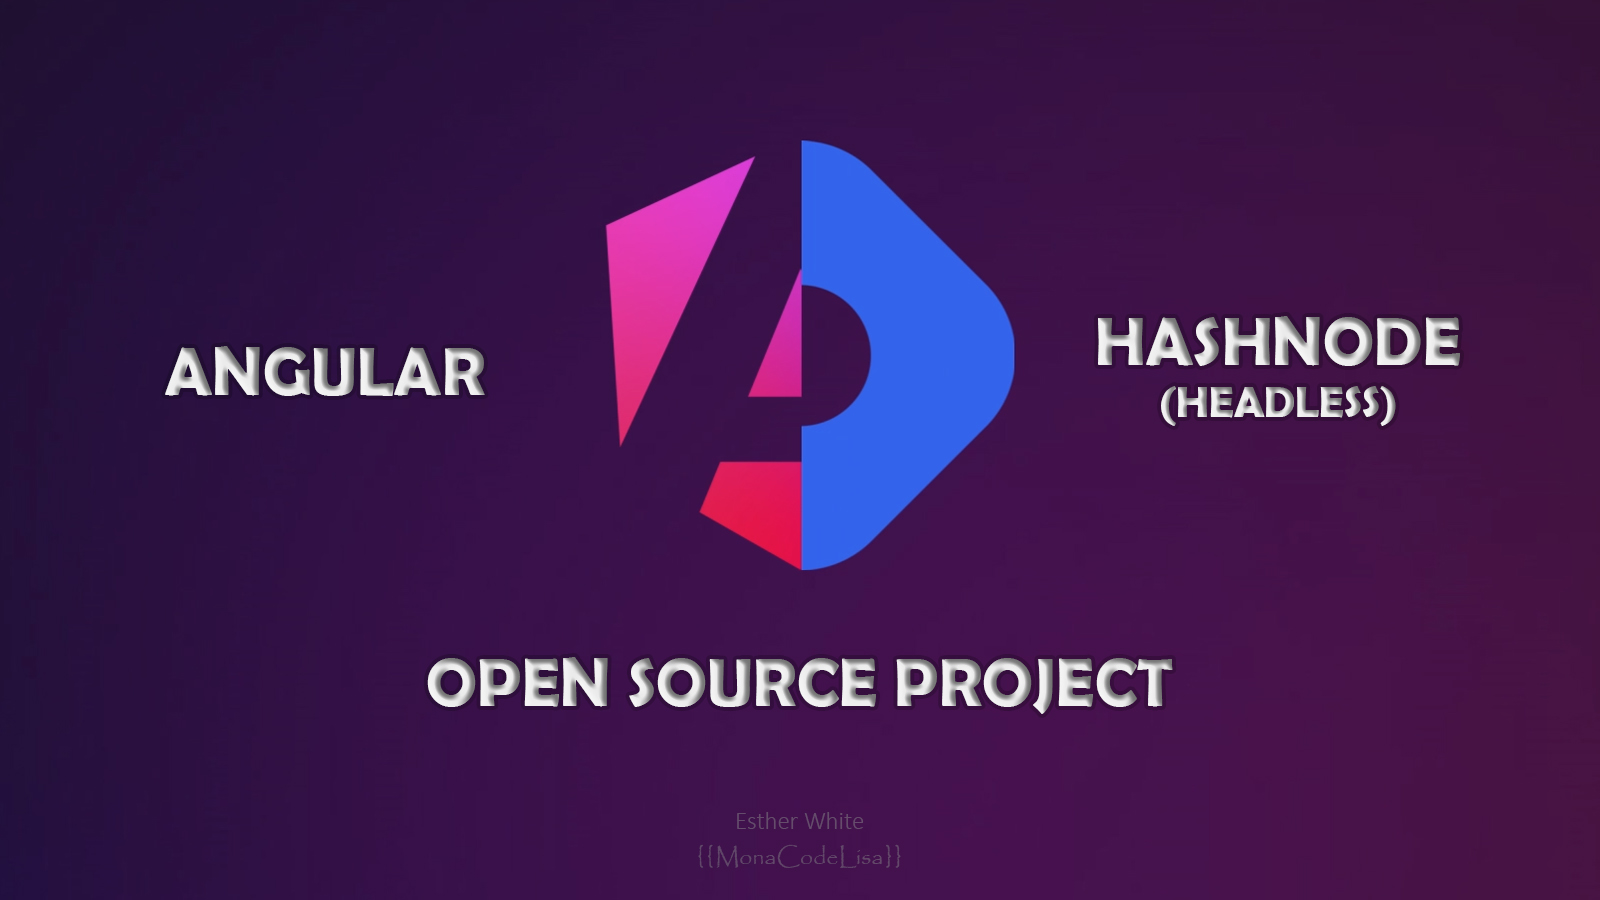 ANGULAR
HASHNODE
(HEADLESS)
OPEN SOURCE PROJECT
Esther White
{{MonaCodeLisa}}